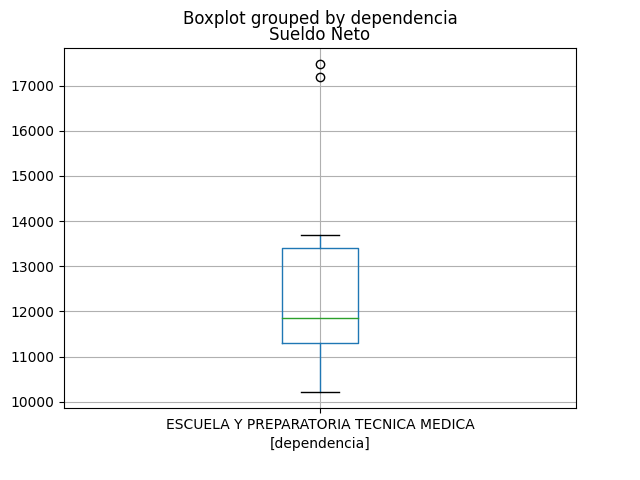 Boxplot grouped by dependencia
Sueldo Neto
17000
16000
15000
14000
13000
12000
11000
10000
ESCUELA Y PREPARATORIA TECNICA MEDICA
[dependencia]